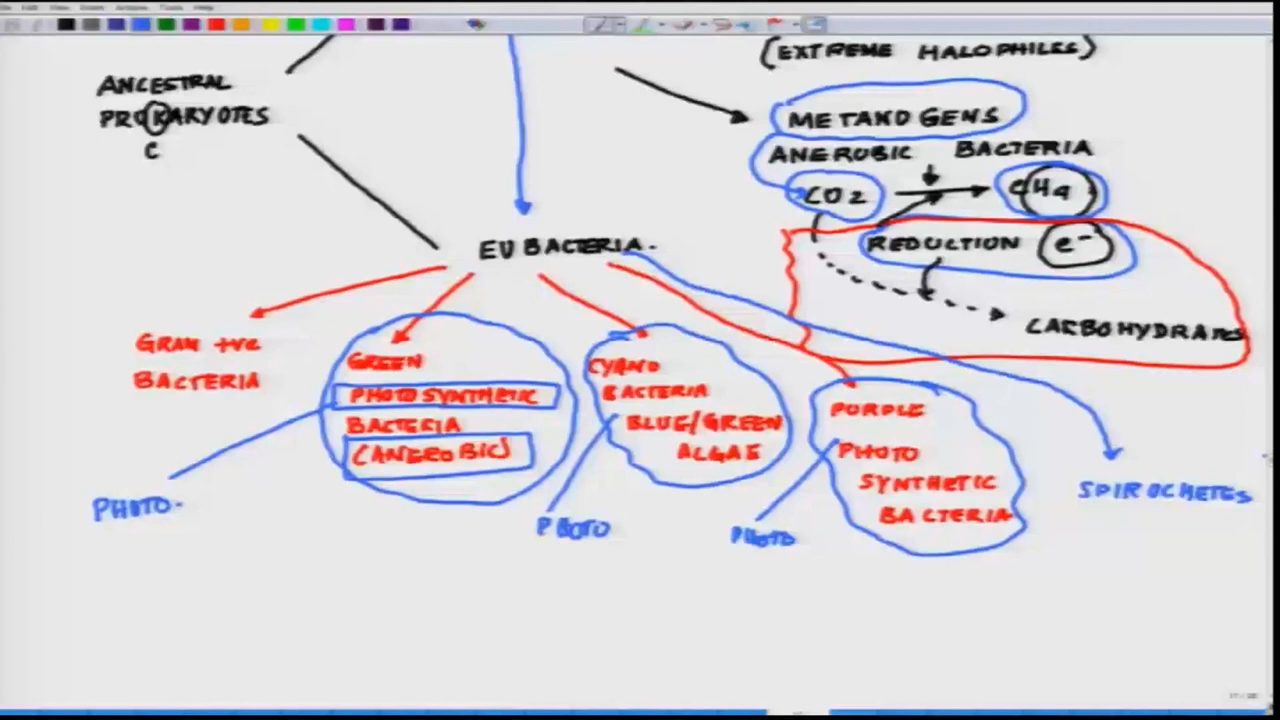 (EXTREME HALOPHILES)
ANCESTRAL
PROKARYOTES
C
METANOGENS
ANEROBIC BACTERIA
CO2 CH4
REDUCTION e-
CARBOHYDRATES
EUBACTERIA.
GRAM +ve
BACTERIA
GREEN
PHOTOSYNTHETIC
BACTERIA
(ANEROBIC)
CYANO
BACTERIA
BLUE/GREEN
ALGAE
PURPLE
PHOTO
SYNTHETIC
BACTERIA
SPIROCHETES
PHOTO.
PHOTO
PHOTO